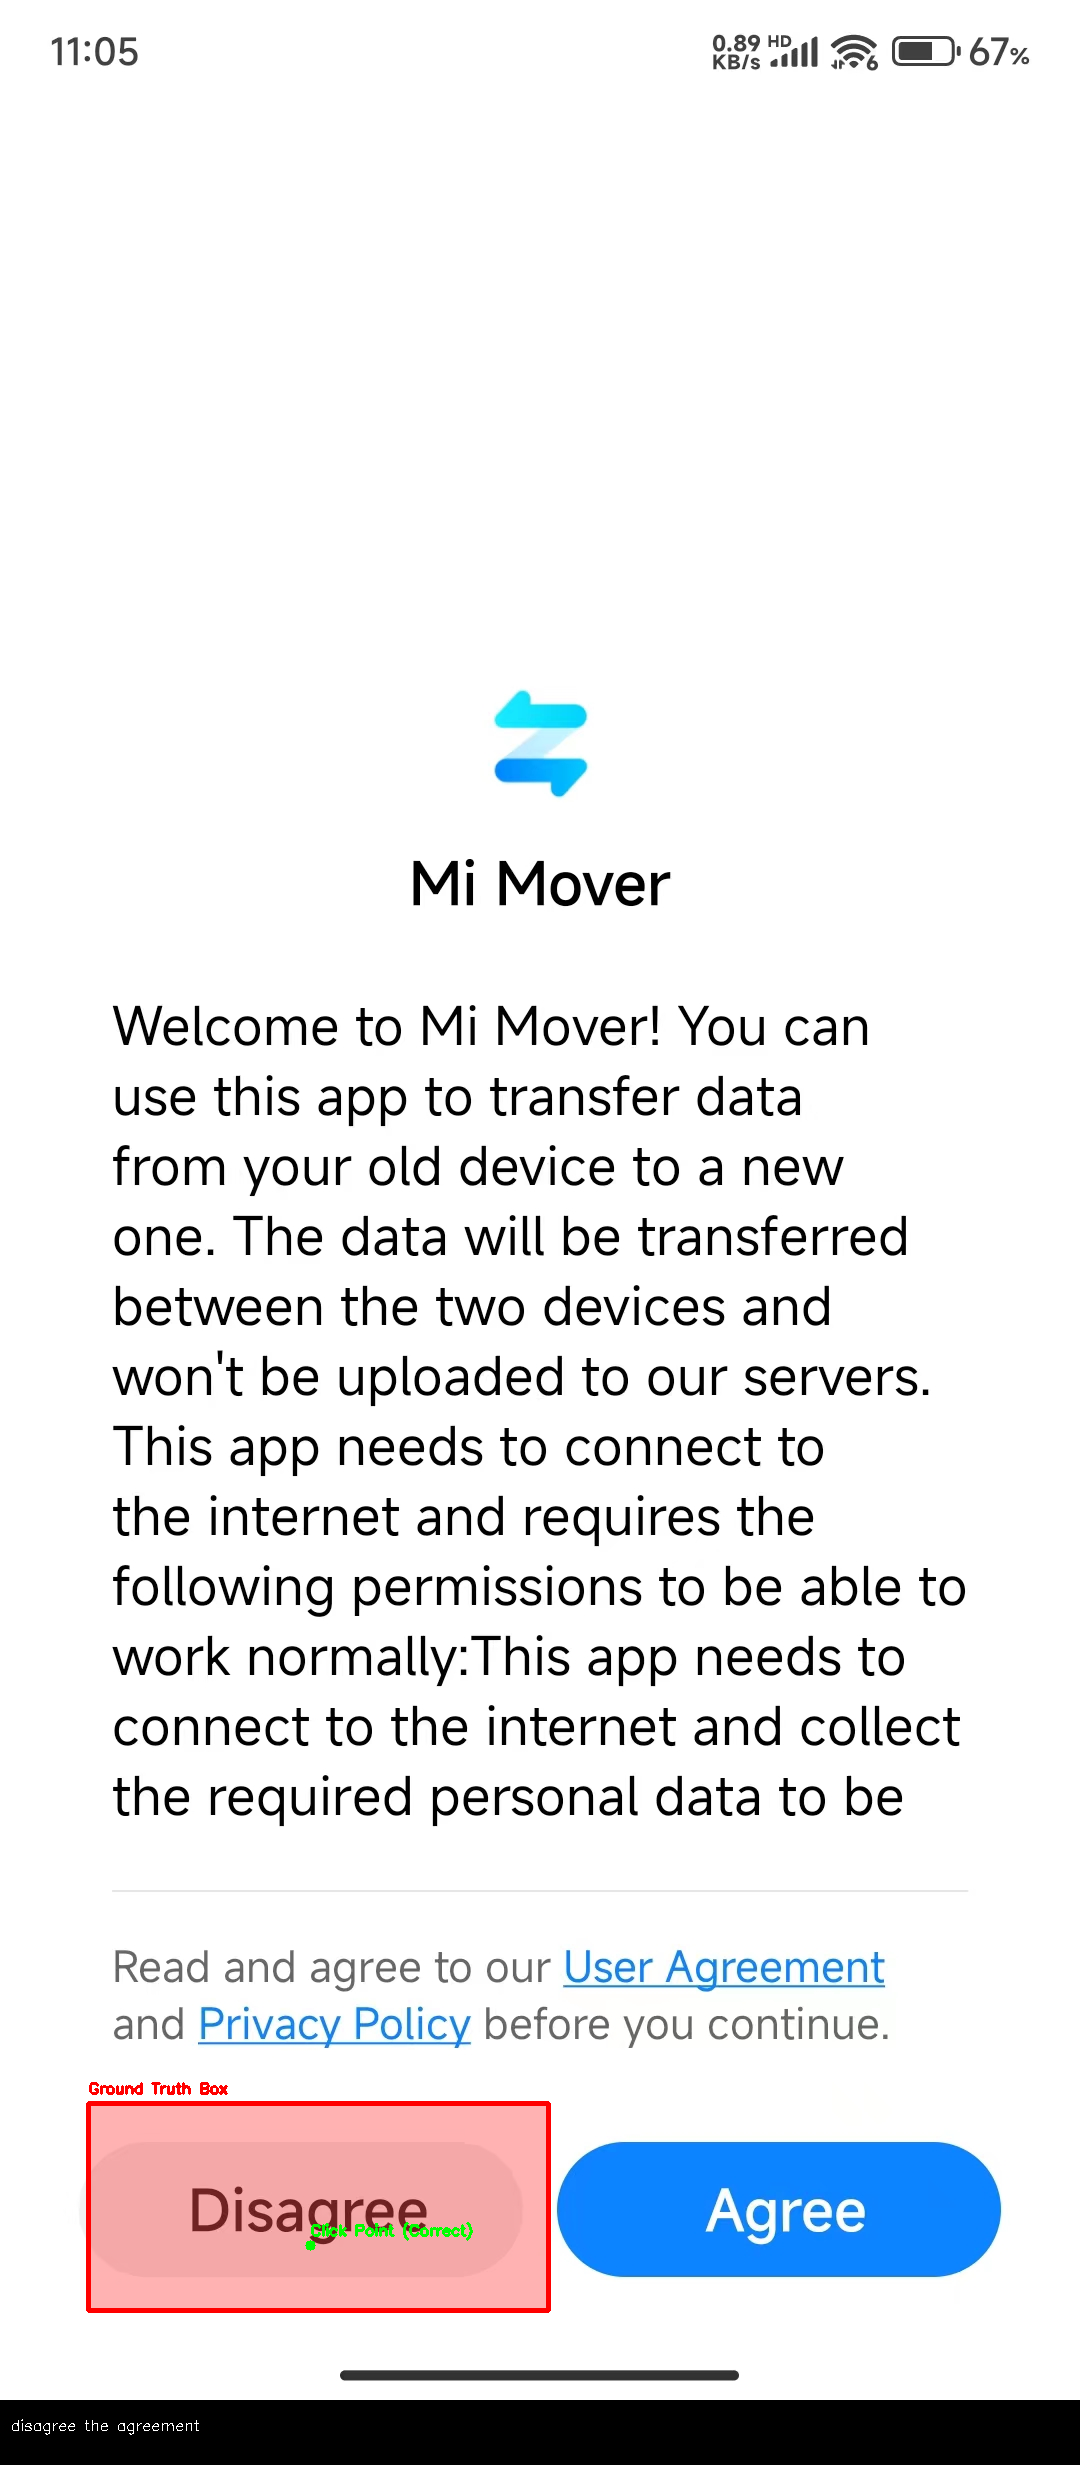 11:05
0.89 KB/s HD 6 67%
Mi Mover
Welcome to Mi Mover! You can
use this app to transfer data
from your old device to a new
one. The data will be transferred
between the two devices and
won't be uploaded to our servers.
This app needs to connect to
the internet and requires the
following permissions to be able to
work normally:This app needs to
connect to the internet and collect
the required personal data to be
Read and agree to our User Agreement
and Privacy Policy before you continue.
Ground Truth Box
Disagree
Click Point (Correct)
Agree
disagree the agreement